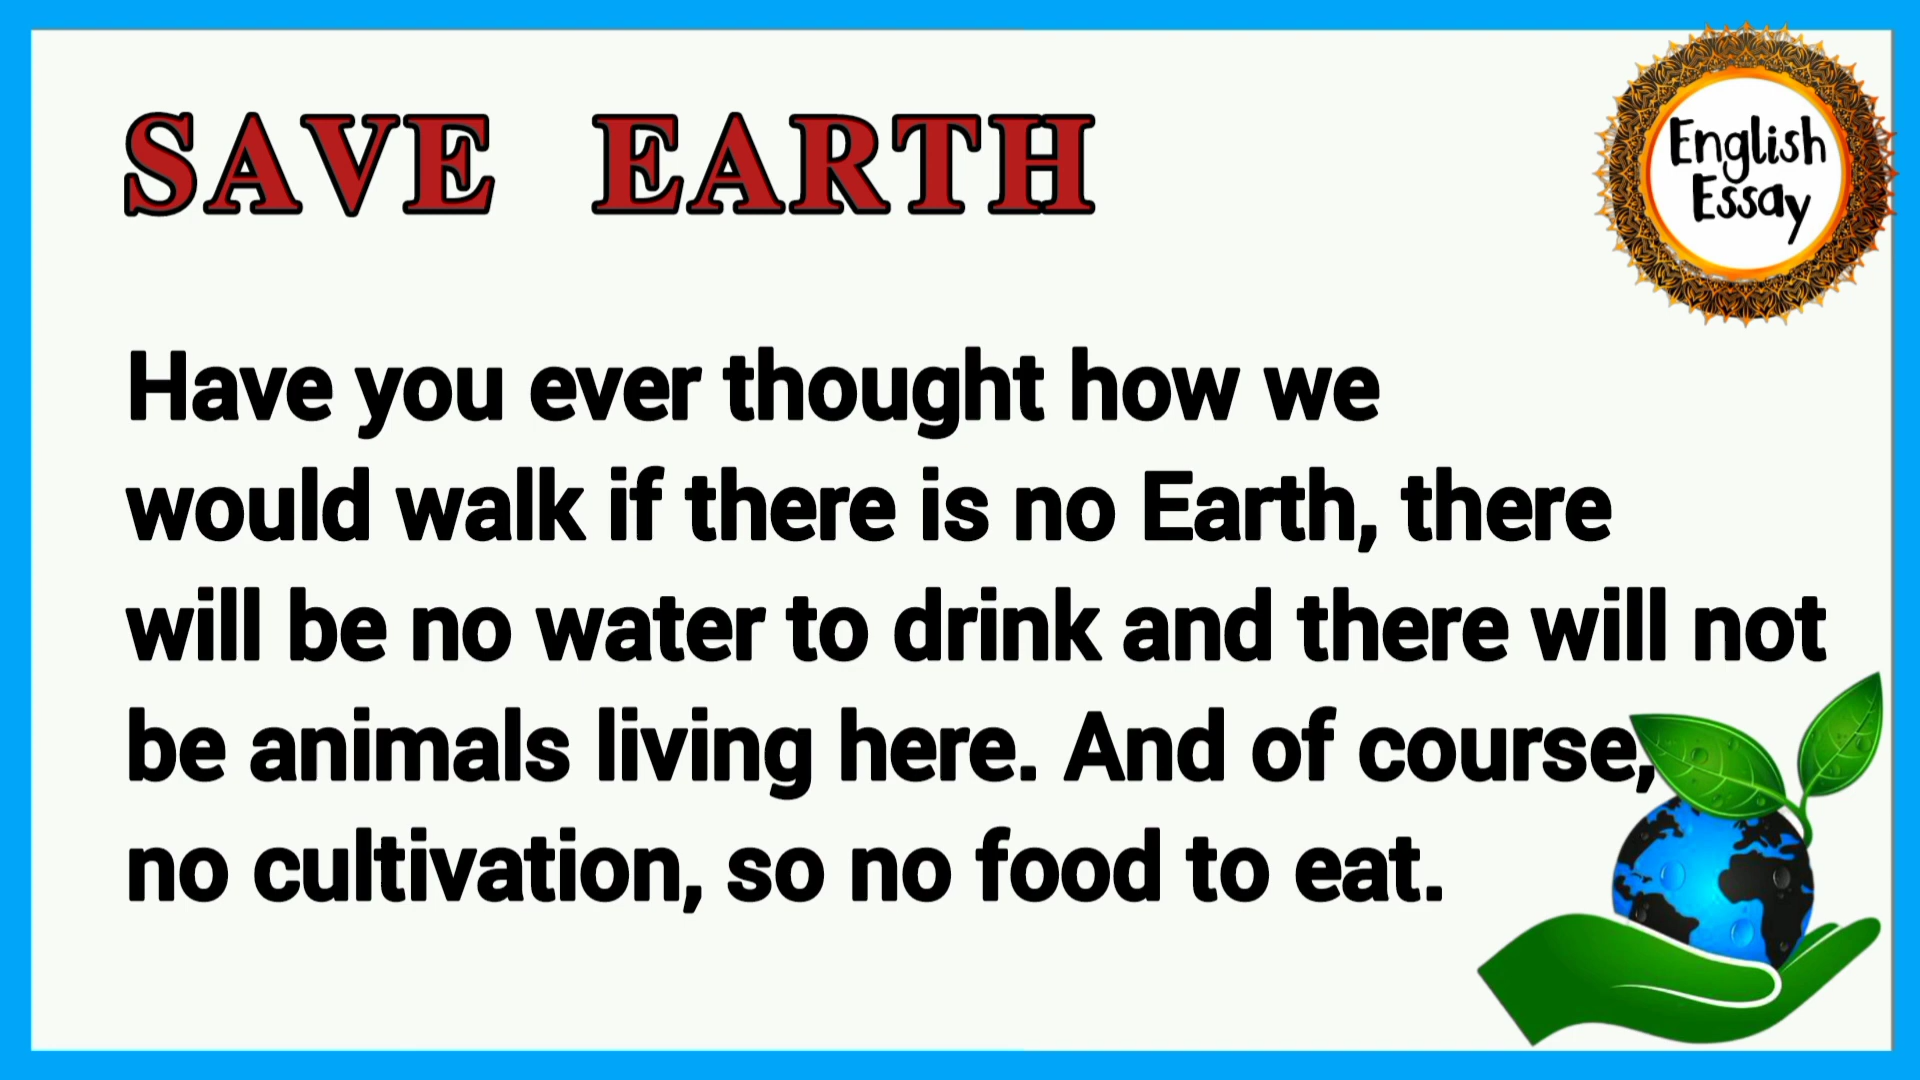 SAVE EARTH
English
Essay
Have you ever thought how we
would walk if there is no Earth, there
will be no water to drink and there will not
be animals living here. And of course,
no cultivation, so no food to eat.